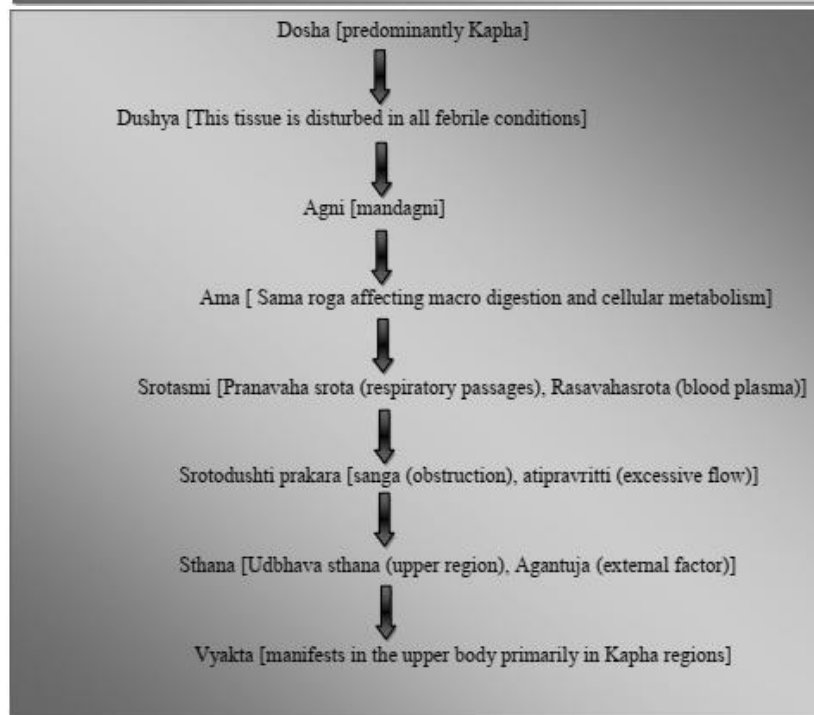 Dosha [predominantly Kapha]
Dushya [This tissue is disturbed in all febrile conditions]
Agni [mandagni]
Ama [ Sama roga affecting macro digestion and cellular metabolism]
Srotasmi [Pranavaha srota (respiratory passages), Rasavahasrota (blood plasma)]
Srotodushti prakara [sanga (obstruction), atipravritti (excessive flow)]
Sthana [Udbhava sthana (upper region), Agantuja (external factor)]
Vyakta [manifests in the upper body primarily in Kapha regions]